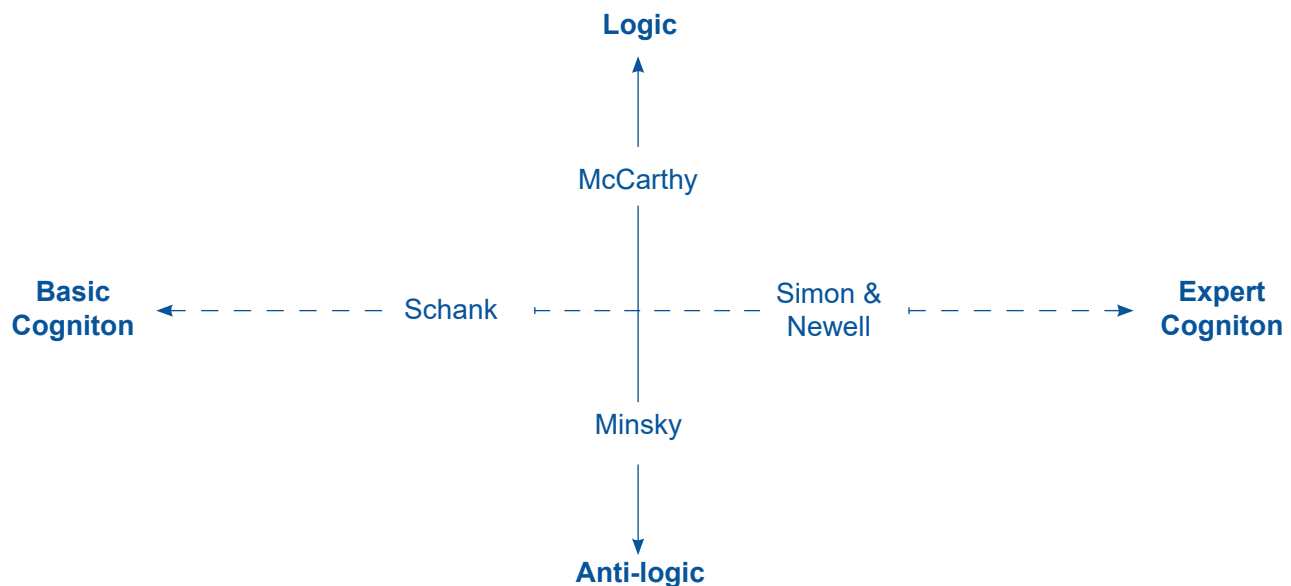 Logic
McCarthy
Basic
Cogniton
Schank
Simon &
Newell
Expert
Cogniton
Minsky
Anti-logic